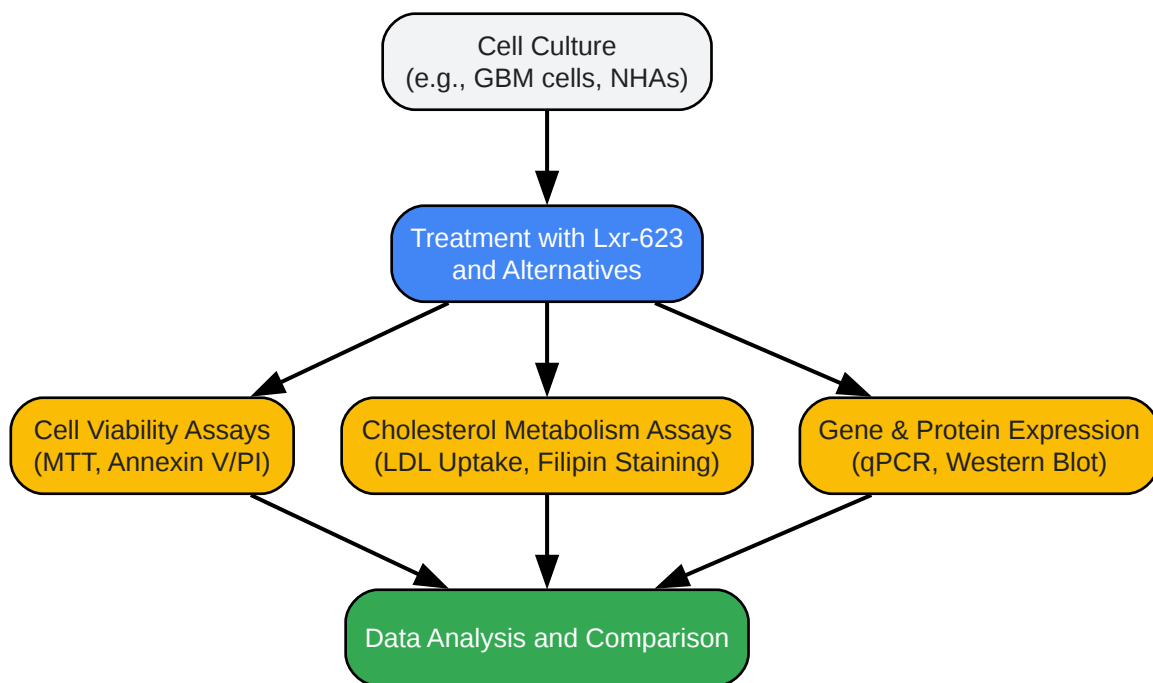 Cell Culture
(e.g., GBM cells, NHAs)
Treatment with Lxr-623
and Alternatives
Cell Viability Assays
(MTT, Annexin V/PI)
Cholesterol Metabolism Assays
(LDL Uptake, Filipin Staining)
Gene & Protein Expression
(qPCR, Western Blot)
Data Analysis and Comparison